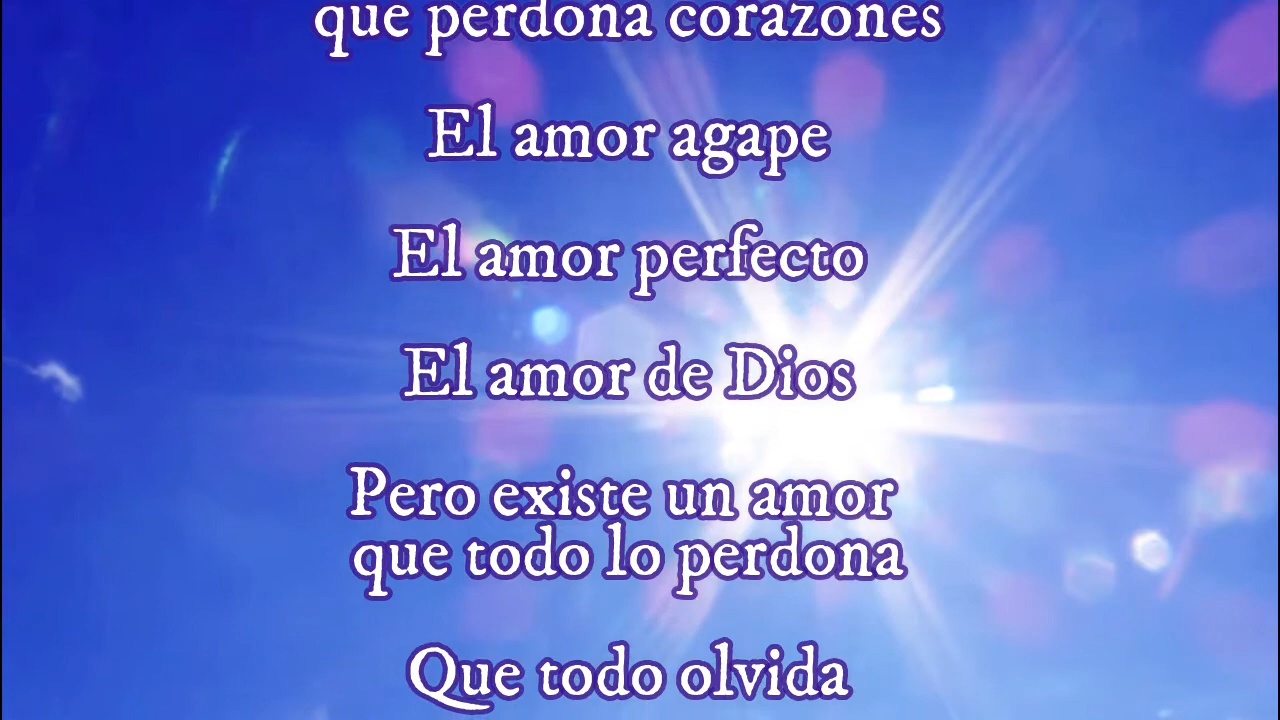 que perdona corazones
El amor agape
El amor perfecto
El amor de Dios
Pero existe un amor
que todo lo perdona
Que todo olvida